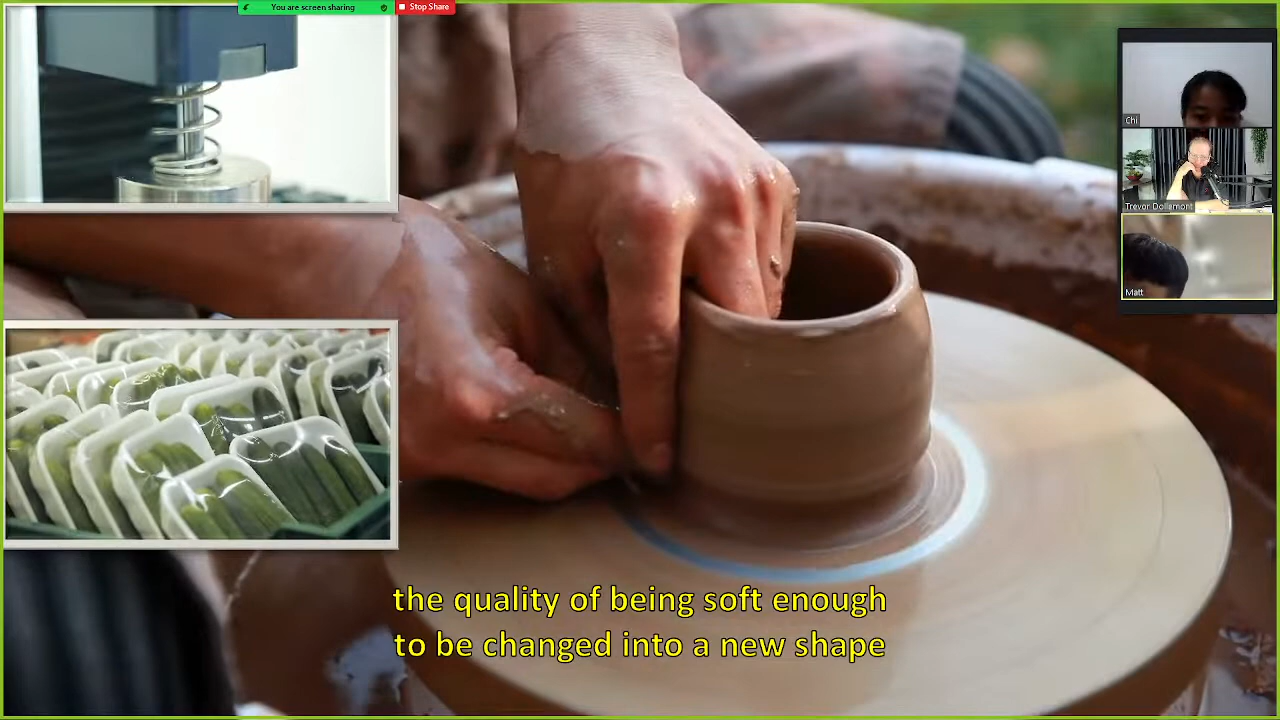 You are screen sharing
Stop Share
Chi
Trevor Dollamont
Matt
the quality of being soft enough
to be changed into a new shape